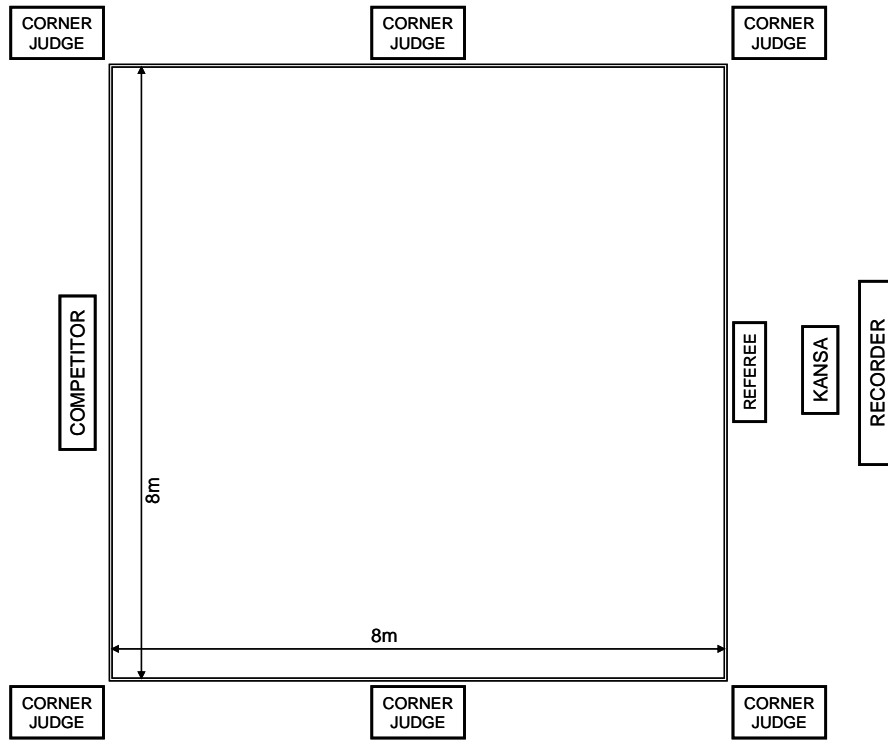 CORNER
JUDGE
CORNER
JUDGE
CORNER
JUDGE
COMPETITOR
REFEREE
KANSA
RECORDER
8m
8m
CORNER
JUDGE
CORNER
JUDGE
CORNER
JUDGE